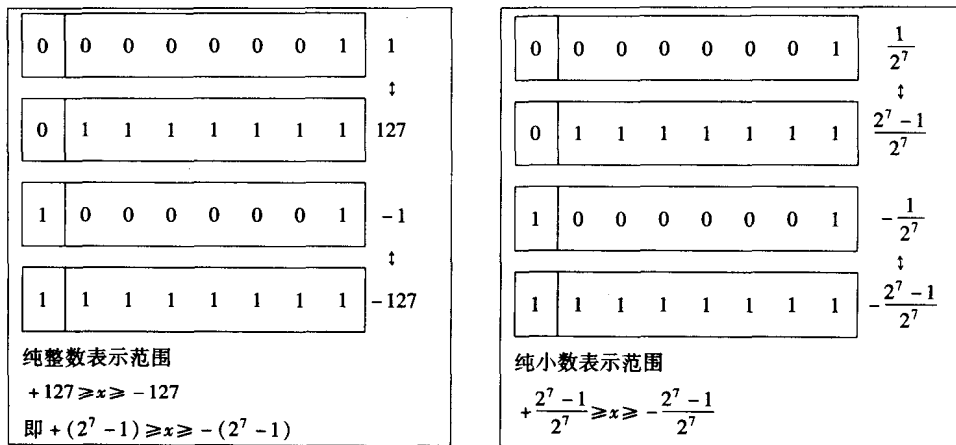 0 0 0 0 0 0 0 1 1
↕
0 1 1 1 1 1 1 1 127
1 0 0 0 0 0 0 1 -1
↕
1 1 1 1 1 1 1 1 -127
纯整数表示范围
+127≥x≥-127
即+(2⁷-1)≥x≥-(2⁷-1)
0 0 0 0 0 0 0 1 1/2⁷
↕
0 1 1 1 1 1 1 1 (2⁷-1)/2⁷
1 0 0 0 0 0 0 1 -1/2⁷
↕
1 1 1 1 1 1 1 1 -(2⁷-1)/2⁷
纯小数表示范围
+(2⁷-1)/2⁷≥x≥-(2⁷-1)/2⁷